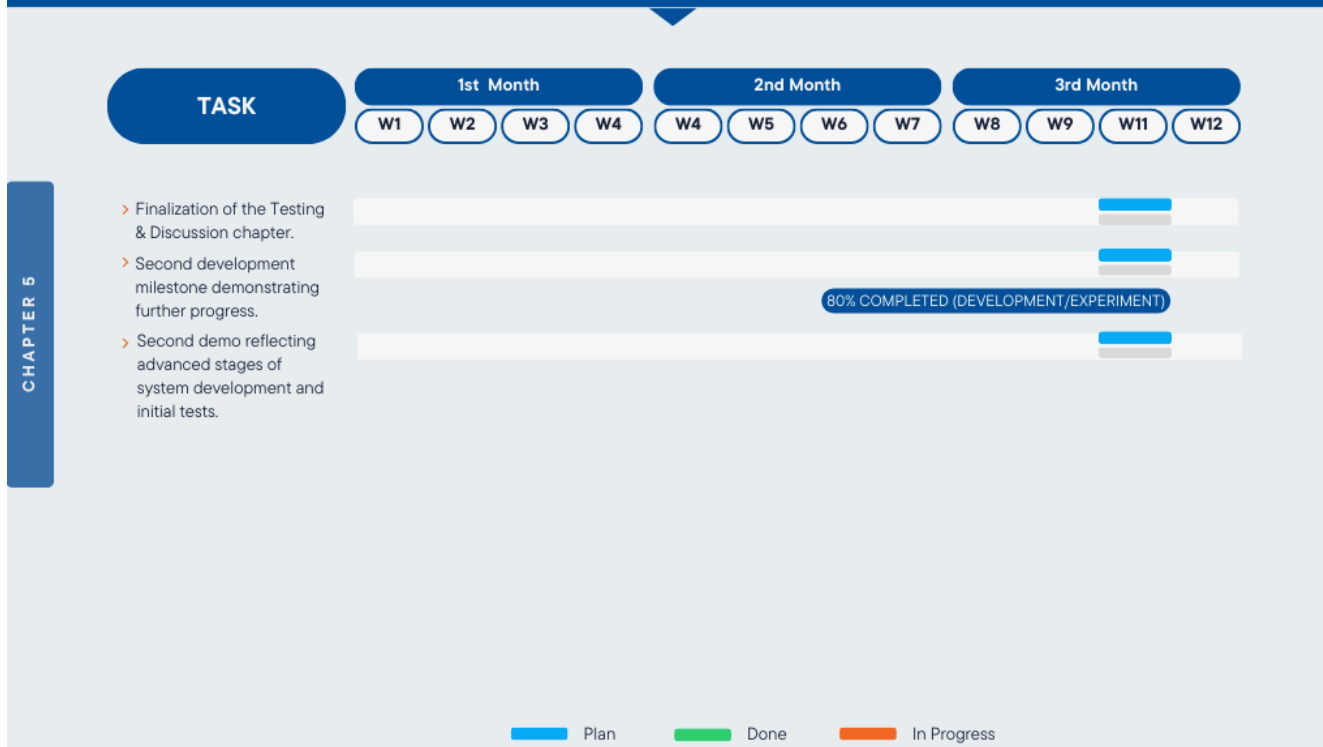 TASK
1st Month
2nd Month
3rd Month
W1 W2 W3 W4 W4 W5 W6 W7 W8 W9 W11 W12
CHAPTER 5
Finalization of the Testing
& Discussion chapter.
Second development
milestone demonstrating
further progress.
80% COMPLETED (DEVELOPMENT/EXPERIMENT)
Second demo reflecting
advanced stages of
system development and
initial tests.
Plan
Done
In Progress